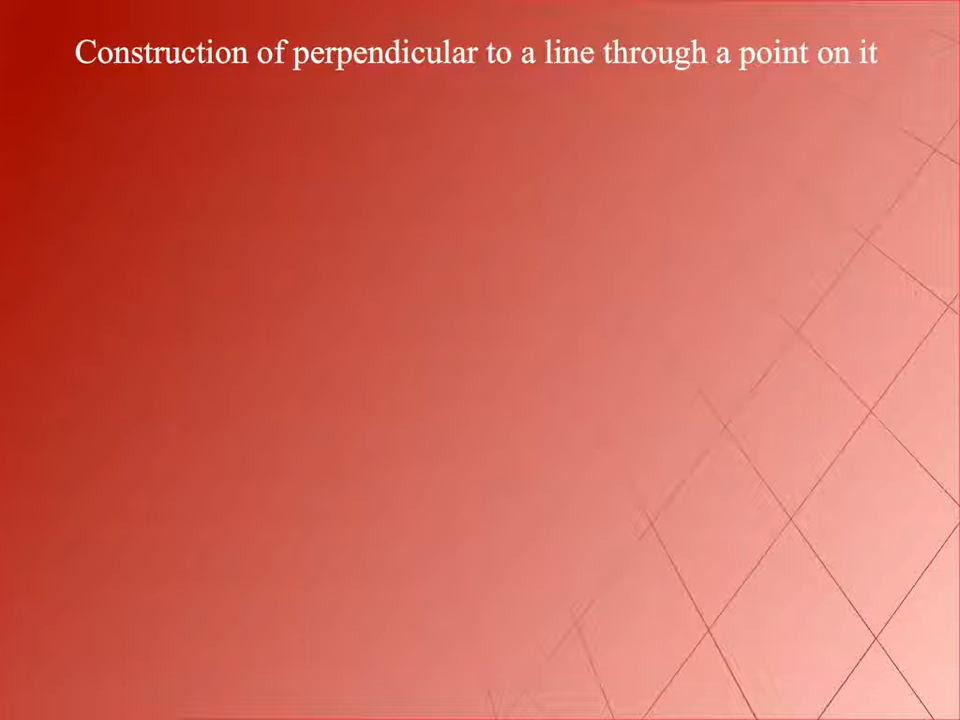 Construction of perpendicular to a line through a point on it